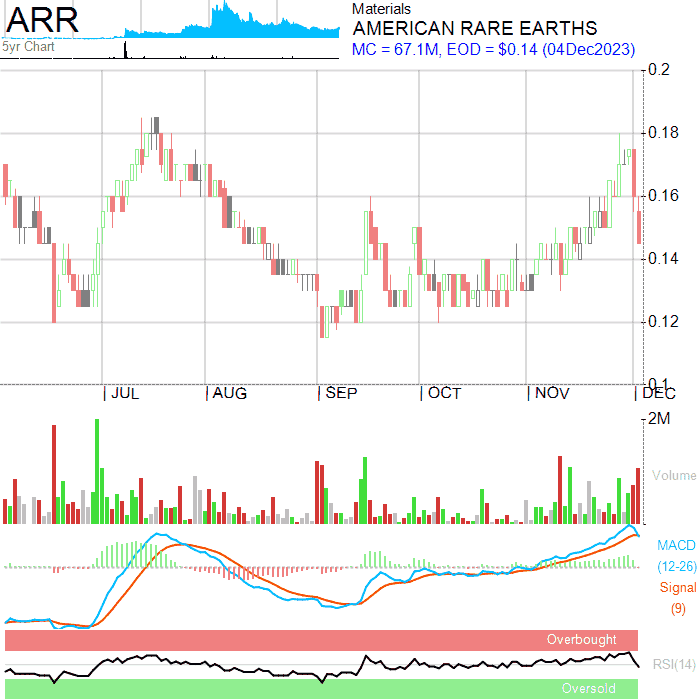 ARR
5yr Chart
Materials
AMERICAN RARE EARTHS
MC = 67.1M, EOD = $0.14 (04Dec2023)
0.2
0.18
0.16
0.14
0.12
0.1
JUL AUG SEP OCT NOV DEC
2M
Volume
MACD
(12-26)
Signal
(9)
Overbought
RSI(14)
Oversold